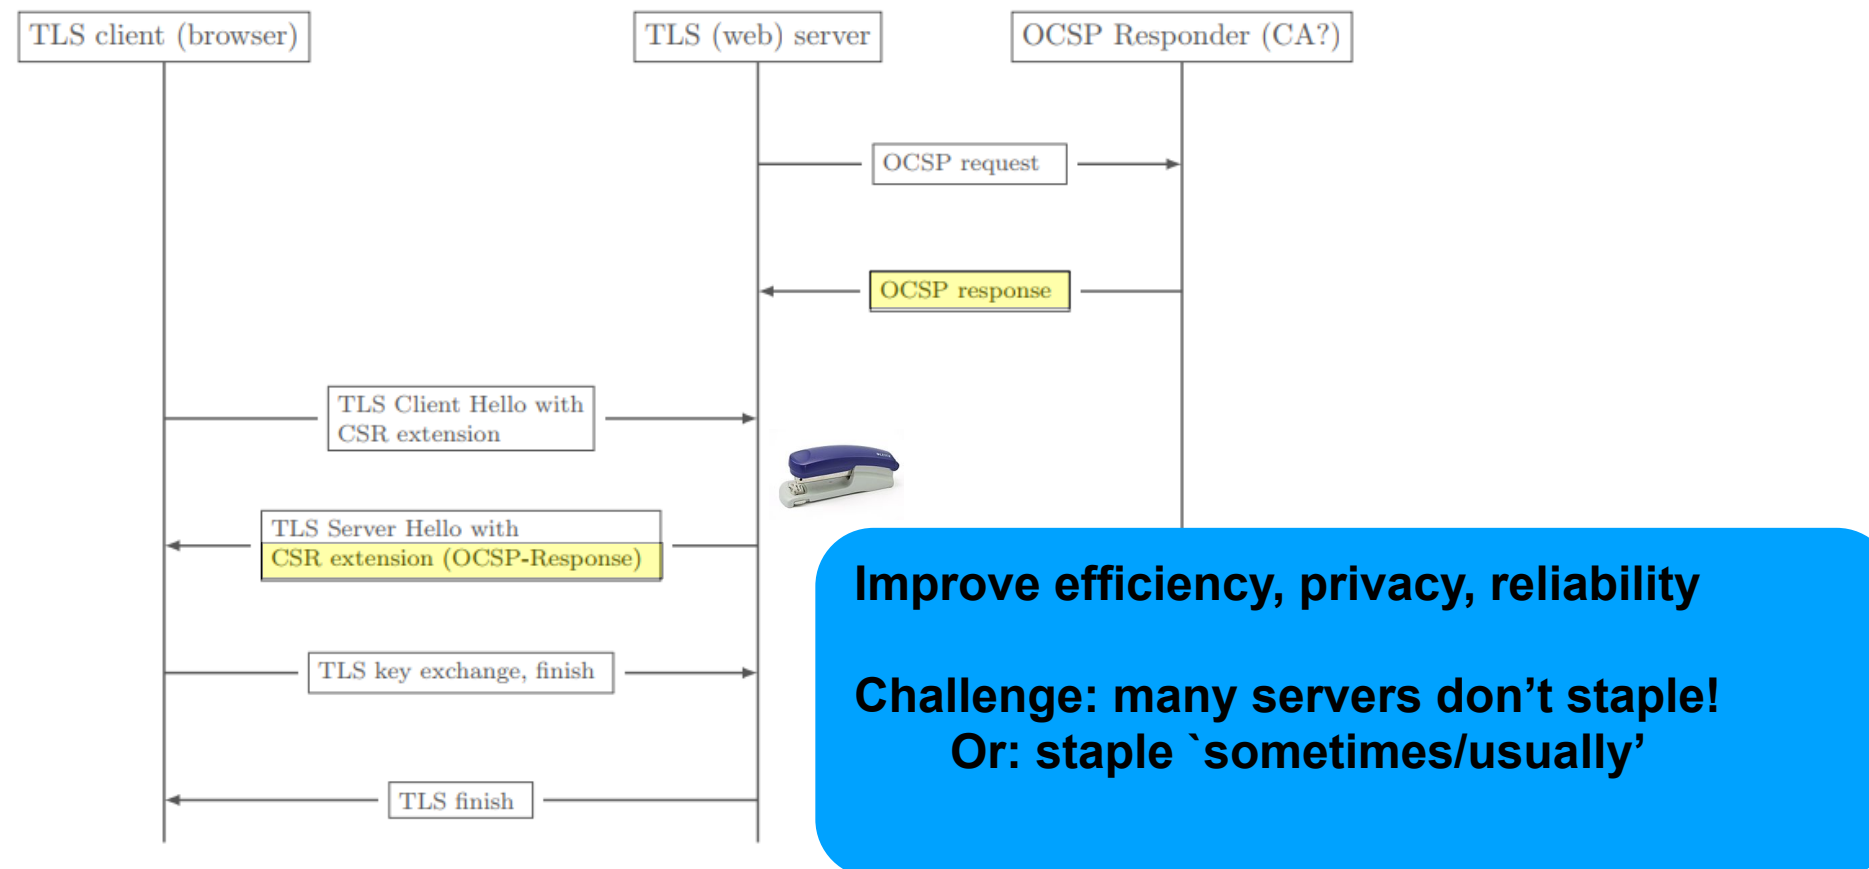 TLS client (browser)
TLS (web) server
OCSP Responder (CA?)
OCSP request
OCSP response
TLS Client Hello with
CSR extension
TLS Server Hello with
CSR extension (OCSP-Response)
TLS key exchange, finish
TLS finish
Improve efficiency, privacy, reliability
Challenge: many servers don’t staple!
Or: staple `sometimes/usually’